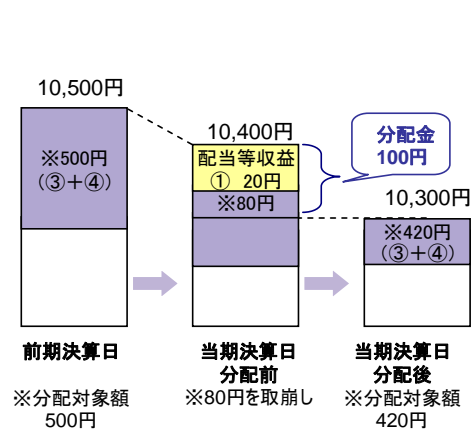 10,500円
※500円
(③+④)
前期決算日
※分配対象額
500円
10,400円
配当等収益
① 20円
※80円
当期決算日
分配前
※80円を取崩し
分配金
100円
10,300円
※420円
(③+④)
当期決算日
分配後
※分配対象額
420円